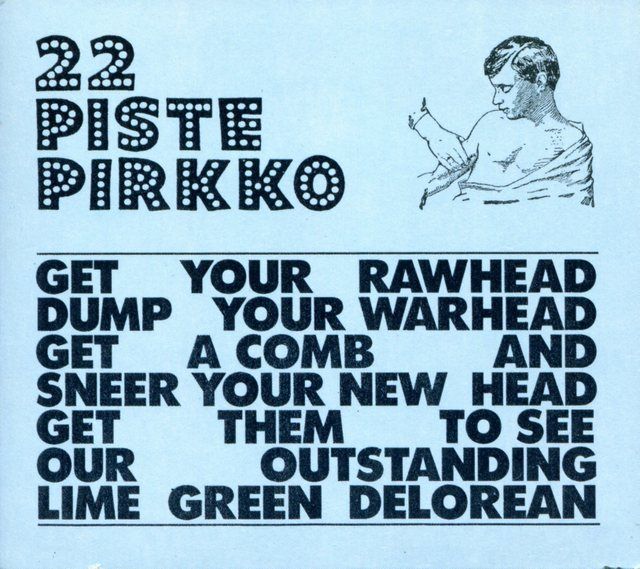 22
PISTE
PIRKKO
GET YOUR RAWHEAD
DUMP YOUR WARHEAD
GET A COMB AND
SNEER YOUR NEW HEAD
GET THEM TO SEE
OUR OUTSTANDING
LIME GREEN DELOREAN